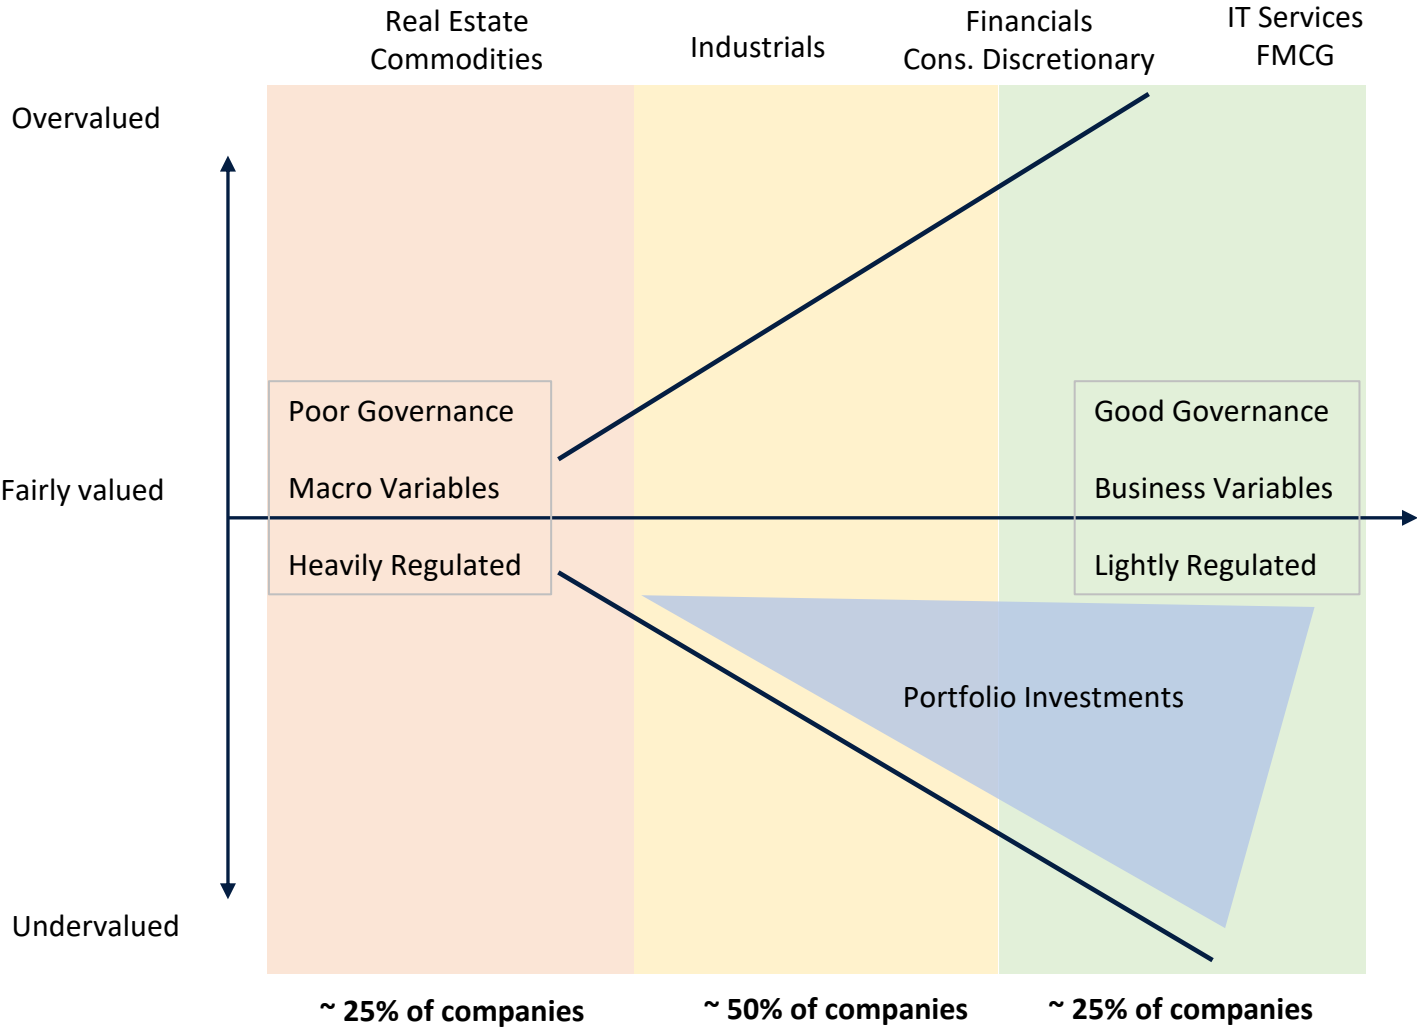 Real Estate
Commodities
Industrials
Financials
Cons. Discretionary
IT Services
FMCG
Overvalued
Fairly valued
Undervalued
Poor Governance
Macro Variables
Heavily Regulated
Good Governance
Business Variables
Lightly Regulated
Portfolio Investments
~ 25% of companies
~ 50% of companies
~ 25% of companies